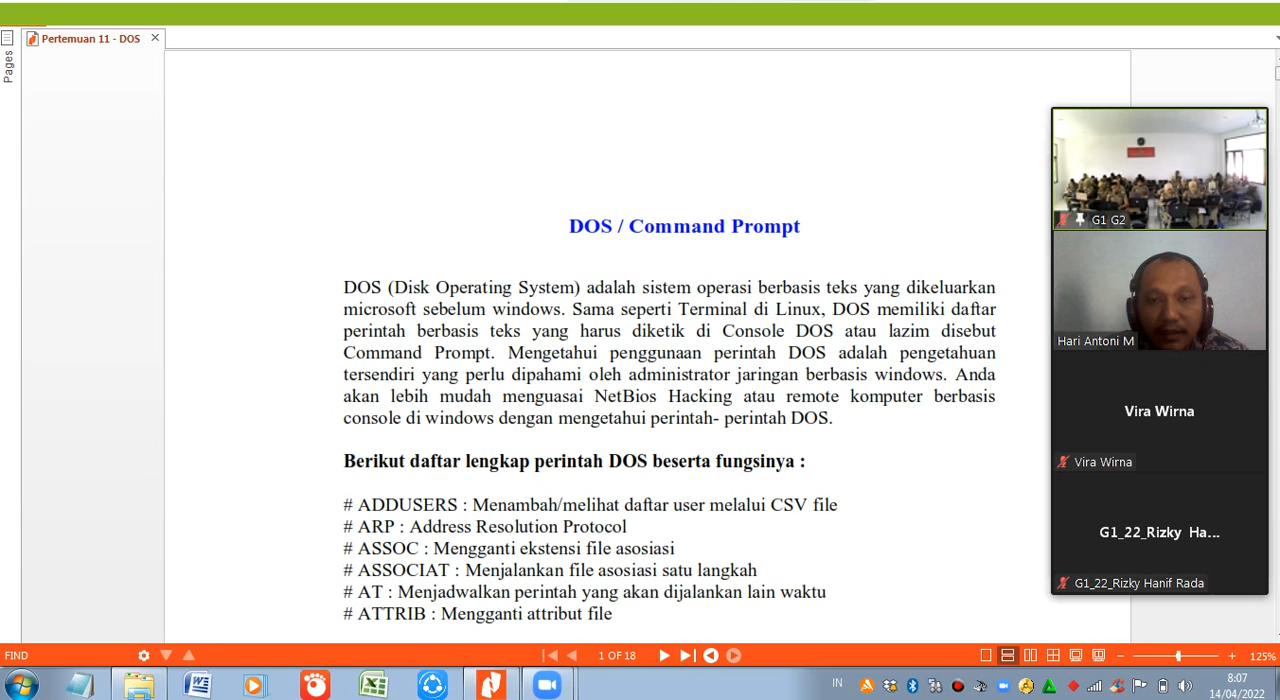 Pertemuan 11 - DOS
Pages
DOS / Command Prompt
DOS (Disk Operating System) adalah sistem operasi berbasis teks yang dikeluarkan
microsoft sebelum windows. Sama seperti Terminal di Linux, DOS memiliki daftar
perintah berbasis teks yang harus diketik di Console DOS atau lazim disebut
Command Prompt. Mengetahui penggunaan perintah DOS adalah pengetahuan
tersendiri yang perlu dipahami oleh administrator jaringan berbasis windows. Anda
akan lebih mudah menguasai NetBios Hacking atau remote komputer berbasis
console di windows dengan mengetahui perintah- perintah DOS.
Berikut daftar lengkap perintah DOS beserta fungsinya :
# ADDUSERS : Menambah/melihat daftar user melalui CSV file
# ARP : Address Resolution Protocol
# ASSOC : Mengganti ekstensi file asosiasi
# ASSOCIAT : Menjalankan file asosiasi satu langkah
# AT : Menjadwalkan perintah yang akan dijalankan lain waktu
# ATTRIB : Mengganti attribut file
G1 G2
Hari Antoni M
Vira Wirna
Vira Wirna
G1_22_Rizky Ha...
G1_22_Rizky Hanif Rada
FIND
1 OF 18
125%
IN
8:07
14/04/2022